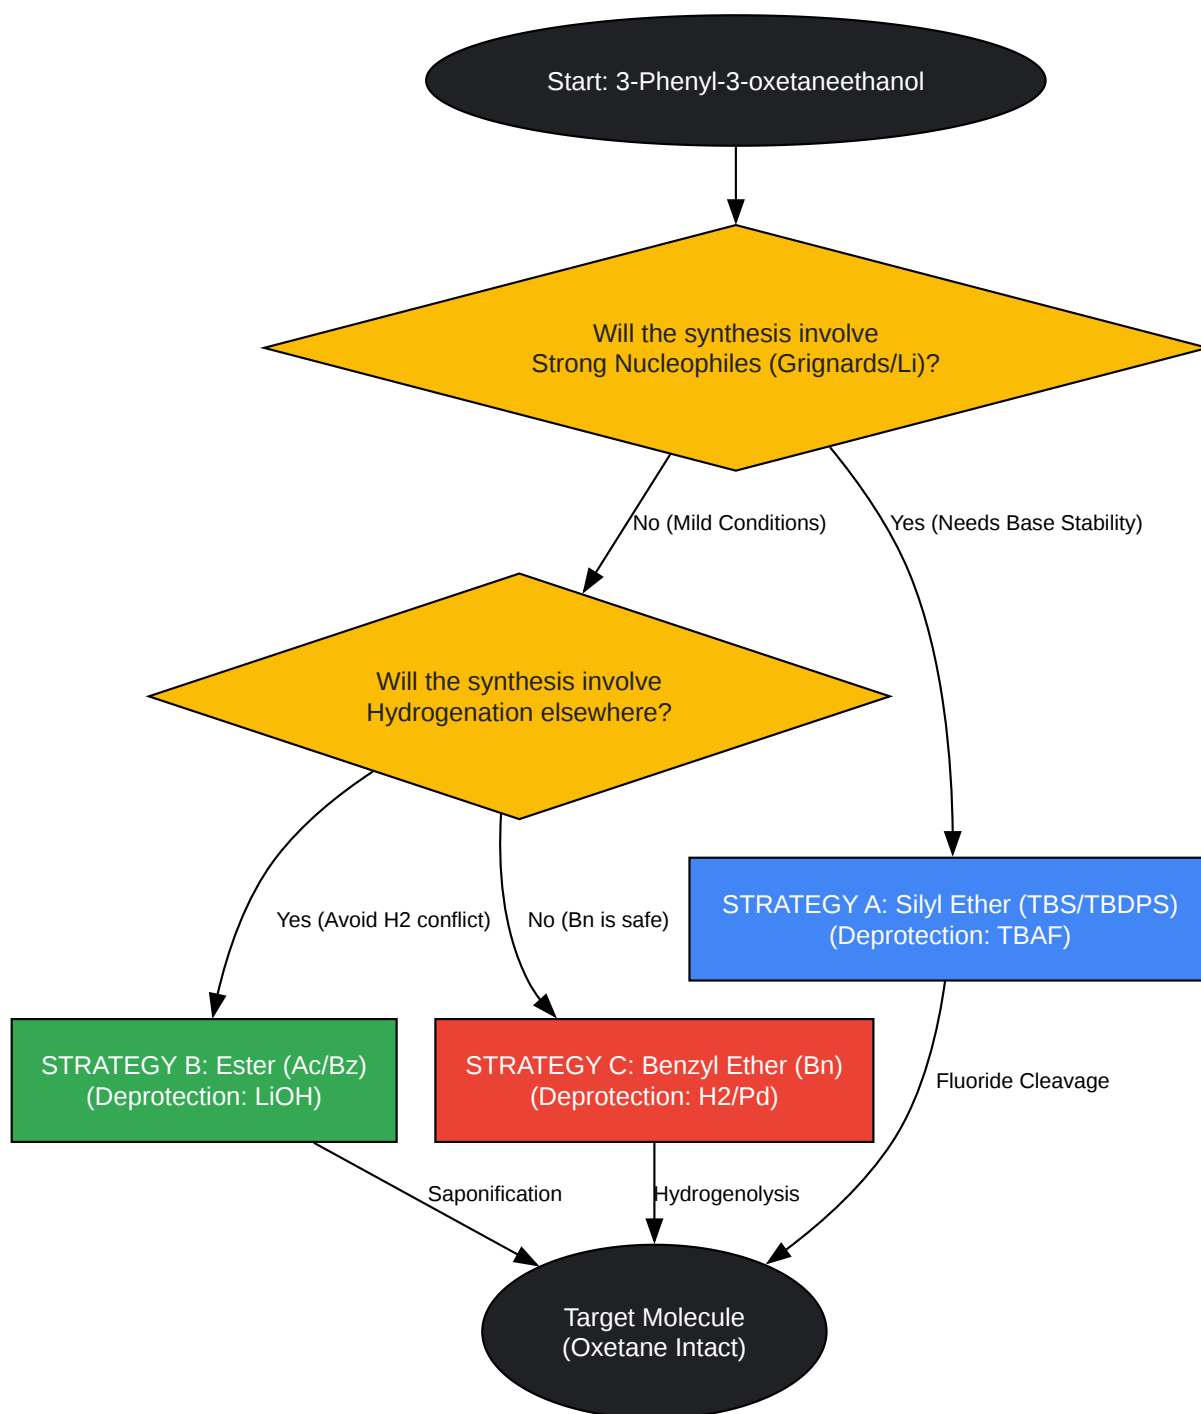 Start: 3-Phenyl-3-oxetaneethanol
Will the synthesis involve
Strong Nucleophiles (Grignards/Li)?
No (Mild Conditions)
Yes (Needs Base Stability)
Will the synthesis involve
Hydrogenation elsewhere?
Yes (Avoid H2 conflict)
No (Bn is safe)
STRATEGY A: Silyl Ether (TBS/TBDPS)
(Deprotection: TBAF)
STRATEGY B: Ester (Ac/Bz)
(Deprotection: LiOH)
STRATEGY C: Benzyl Ether (Bn)
(Deprotection: H2/Pd)
Fluoride Cleavage
Saponification
Hydrogenolysis
Target Molecule
(Oxetane Intact)